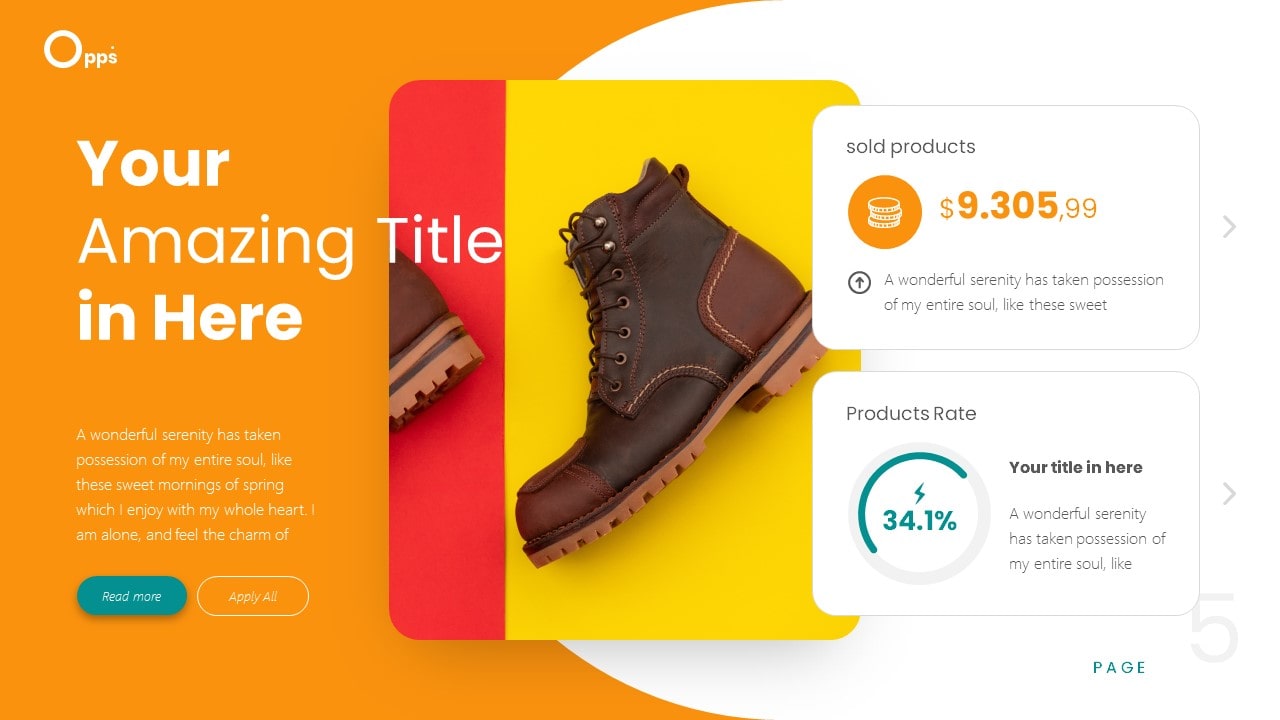 Opps
Your
Amazing Title
in Here
A wonderful serenity has taken
possession of my entire soul, like
these sweet mornings of spring
which I enjoy with my whole heart. I
am alone, and feel the charm of
Read more
Apply All
sold products
$9.305,99
A wonderful serenity has taken possession
of my entire soul, like these sweet
Products Rate
34.1%
Your title in here
A wonderful serenity
has taken possession of
my entire soul, like
5
PAGE